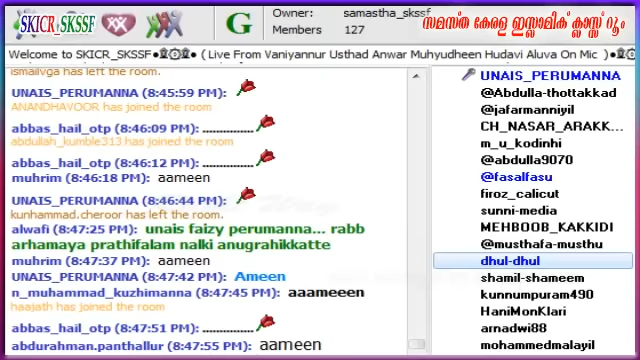 SKICR_SKSSF
G
Owner: samastha_skssf
Members 127
സമസ്ത കേരള ഇസ്ലാമിക് ക്ലാസ്സ് റൂം
Welcome to SKICR_SKSSF ( Live From Vaniyannur Usthad Anwar Muhyudheen Hudavi Aluva On Mic )
ismailvga has left the room.
UNAIS_PERUMANNA (8:45:59 PM):
ANANDHAVOOR has joined the room
abbas_hail_otp (8:46:09 PM): ...............
abdullah_kumble313 has joined the room
abbas_hail_otp (8:46:12 PM): ...............
muhrim (8:46:18 PM): aameen
UNAIS_PERUMANNA (8:46:44 PM):
kunhammad.cheroor has left the room.
alwafi (8:47:25 PM): unais faizy perumanna... rabb
arhamaya prathifalam nalki anugrahikkatte
muhrim (8:47:37 PM): aameen
UNAIS_PERUMANNA (8:47:42 PM): Ameen
n_muhammad_kuzhimanna (8:47:45 PM): aaameeen
haajath has joined the room
abbas_hail_otp (8:47:51 PM): ...............
abdurahman.panthallur (8:47:55 PM): aameen
UNAIS_PERUMANNA
@Abdulla-thottakkad
@jafarmanniyil
CH_NASAR_ARAKK...
m_u_kodinhi
@abdulla9070
@fasalfasu
firoz_calicut
sunni-media
MEHBOOB_KAKKIDI
@musthafa-musthu
dhul-dhul
shamil-shameem
kunnumpuram490
HaniMonKlari
arnadwi88
mohammedmalayil